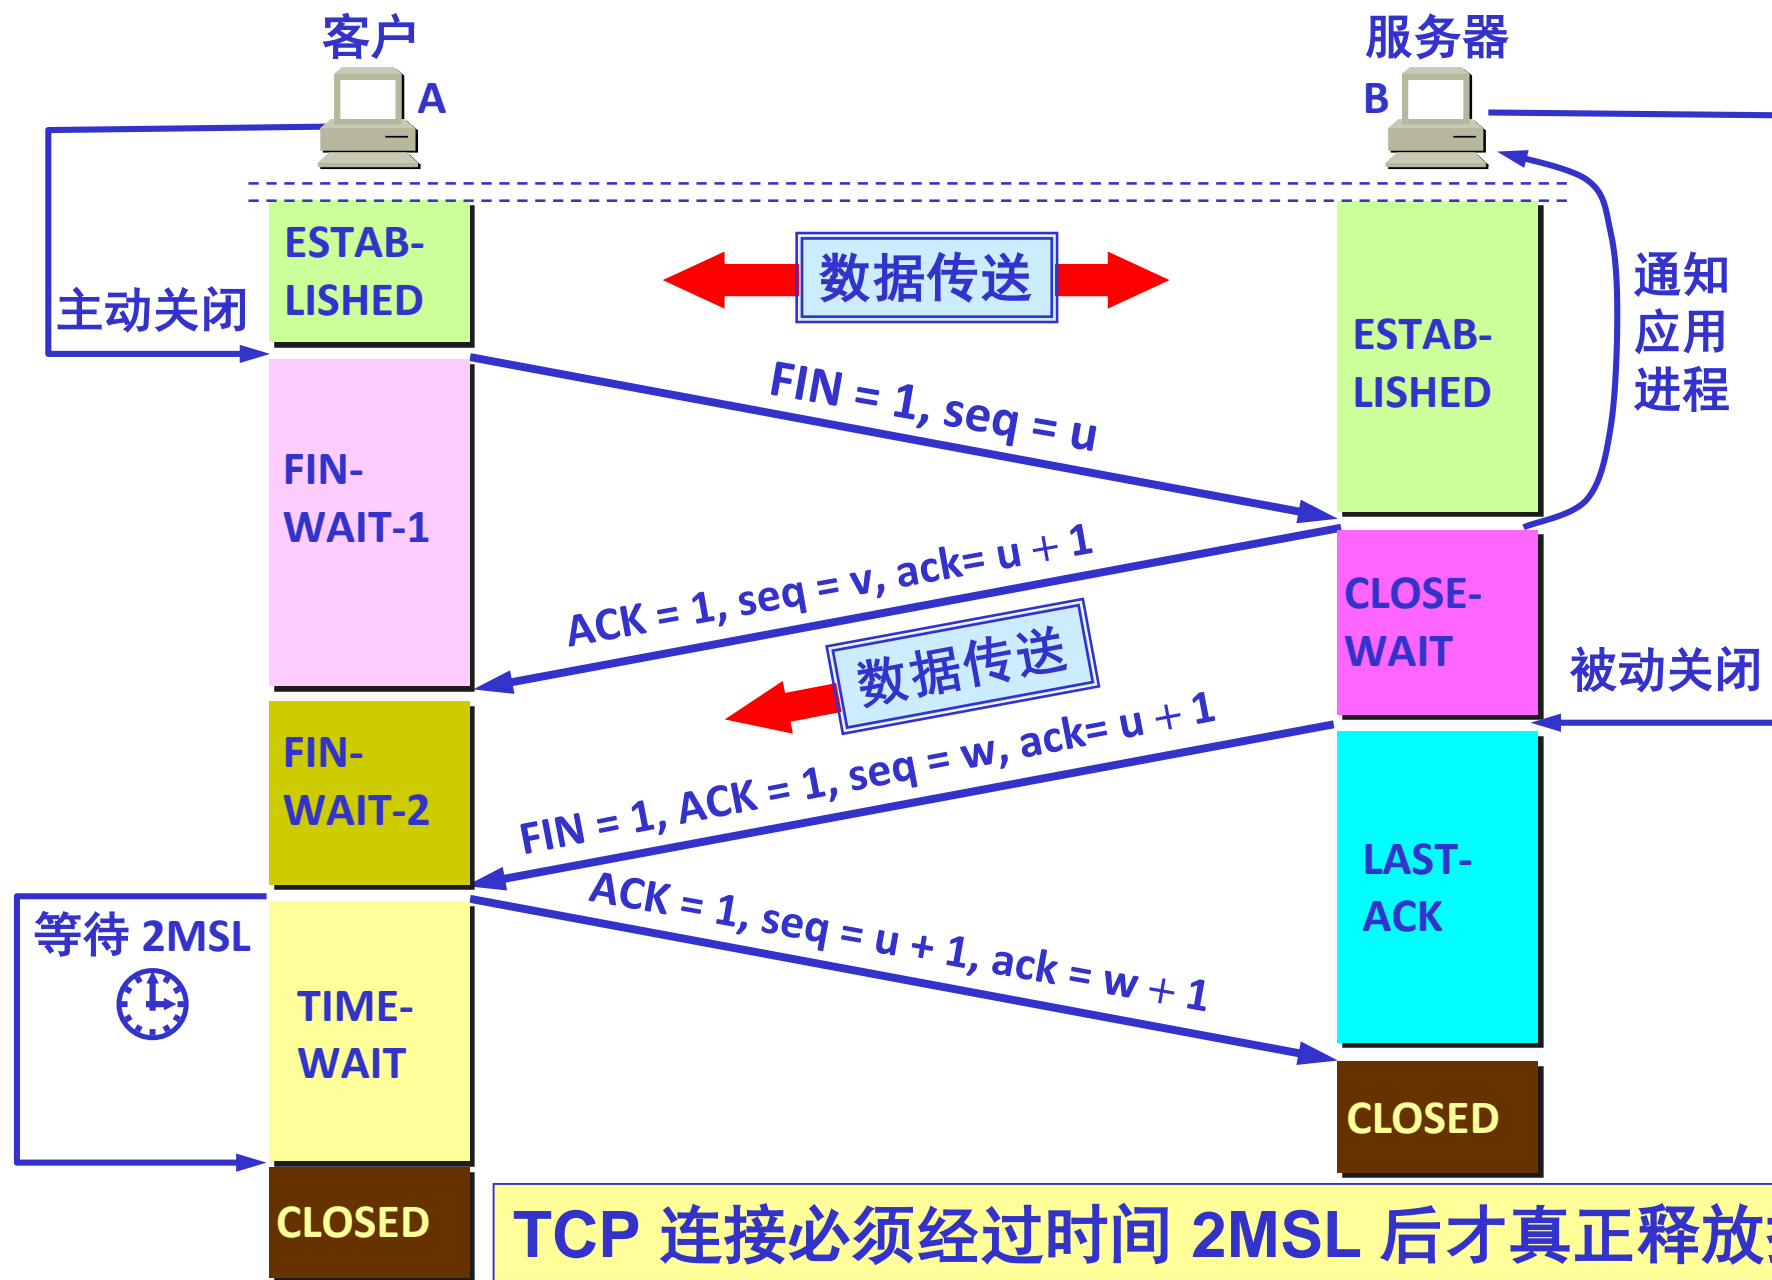 客户
服务器
A
B
ESTAB-
LISHED
数据传送
主动关闭
ESTAB-
LISHED
通知
应用
进程
FIN = 1, seq = u
FIN-
WAIT-1
ACK = 1, seq = v, ack= u + 1
CLOSE-
WAIT
数据传送
被动关闭
FIN-
WAIT-2
FIN = 1, ACK = 1, seq = w, ack= u + 1
LAST-
ACK
等待 2MSL
ACK = 1, seq = u + 1, ack = w + 1
TIME-
WAIT
CLOSED
CLOSED
TCP 连接必须经过时间 2MSL 后才真正释放